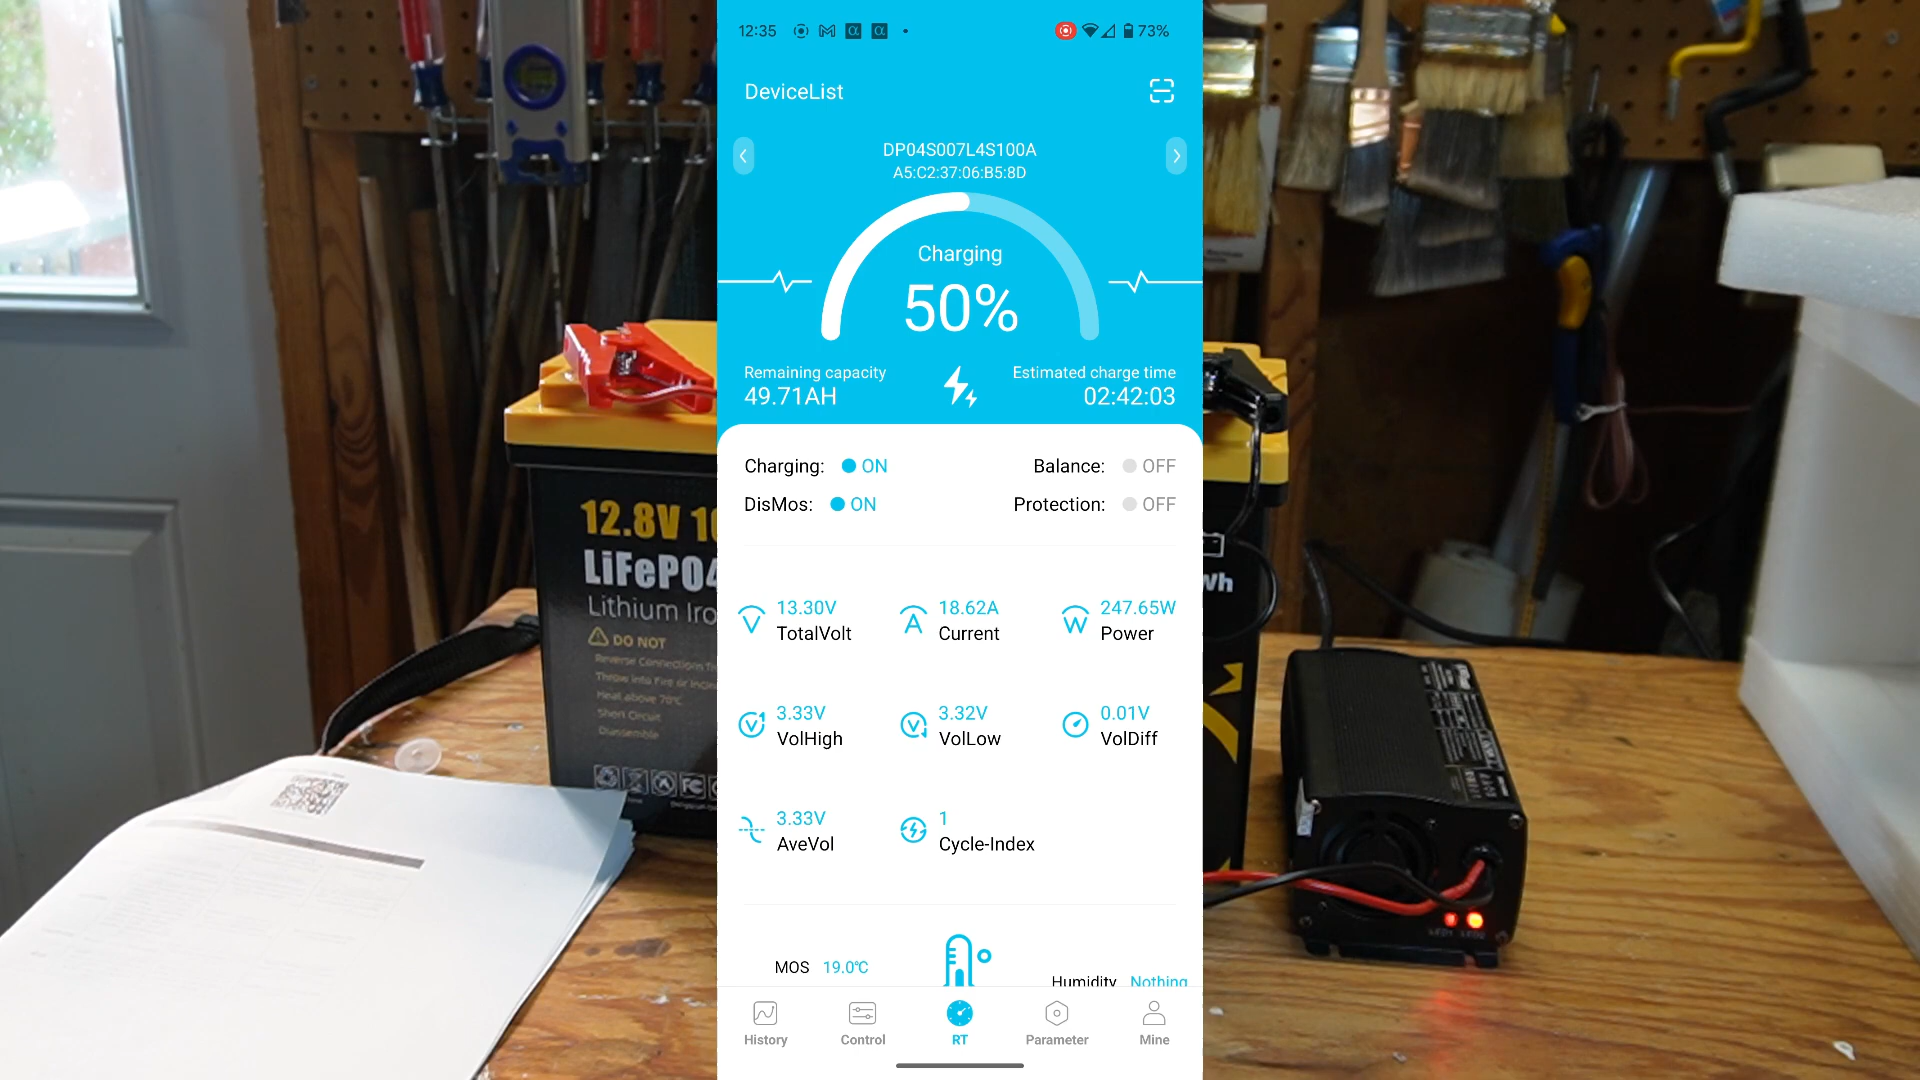 12:35
73%
DeviceList
DP04S007L4S100A
A5:C2:37:06:B5:8D
Charging
50%
Remaining capacity
49.71AH
Estimated charge time
02:42:03
Charging: ON
Balance: OFF
DisMos: ON
Protection: OFF
13.30V
TotalVolt
18.62A
Current
247.65W
Power
3.33V
VolHigh
3.32V
VolLow
0.01V
VolDiff
3.33V
AveVol
1
Cycle-Index
MOS 19.0℃
Humidity Nothing
History
Control
RT
Parameter
Mine
12.8V
LiFePO4
Lithium
DO NOT
Short Circuit
Wh